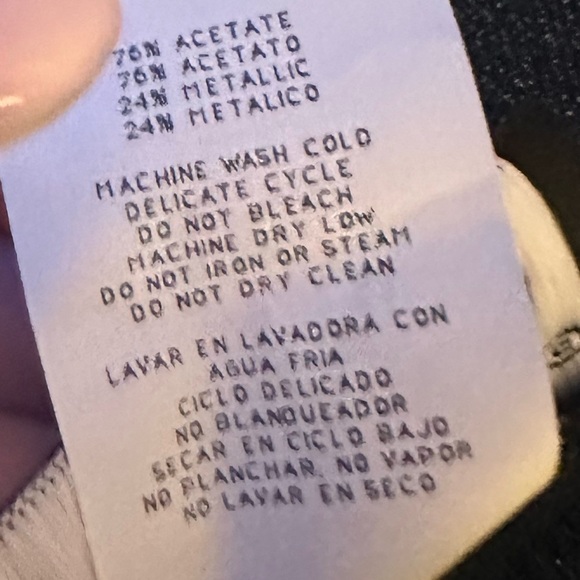 76% ACETATE
76% ACETATO
24% METALLIC
24% METALICO
MACHINE WASH COLD
DELICATE CYCLE
DO NOT BLEACH
MACHINE DRY LOW
DO NOT IRON OR STEAM
DO NOT DRY CLEAN
LAVAR EN LAVADORA CON
AGUA FRIA
CICLO DELICADO
NO BLANQUEADOR
SECAR EN CICLO BAJO
NO PLANCHAR. NO VAPOR
NO LAVAR EN SECO